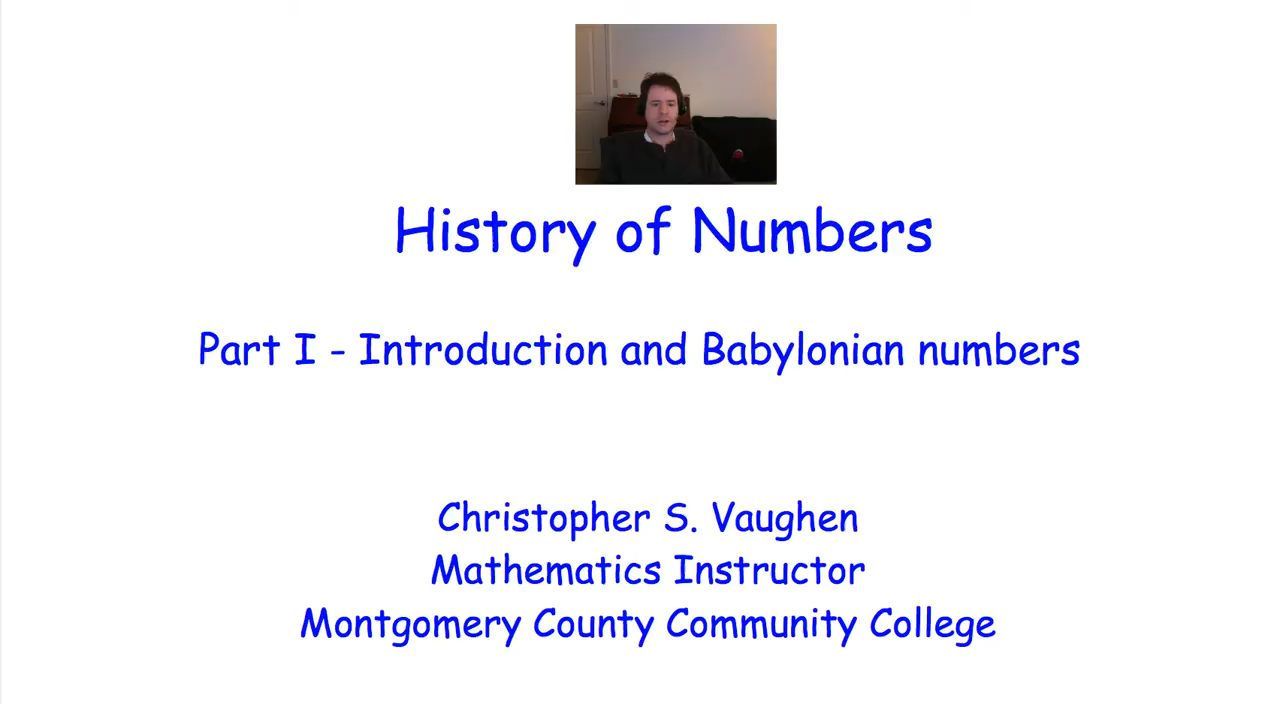 History of Numbers
Part I - Introduction and Babylonian numbers
Christopher S. Vaughen
Mathematics Instructor
Montgomery County Community College